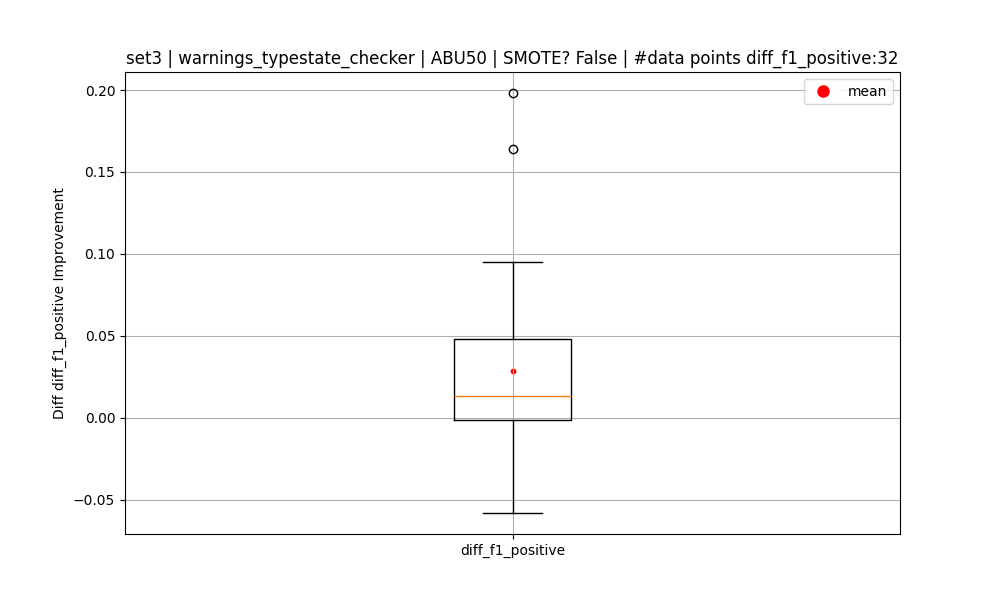 set3 | warnings_typestate_checker | ABU50 | SMOTE? False | #data points diff_f1_positive:32
mean
0.20
0.15
0.10
0.05
0.00
−0.05
Diff diff_f1_positive Improvement
diff_f1_positive